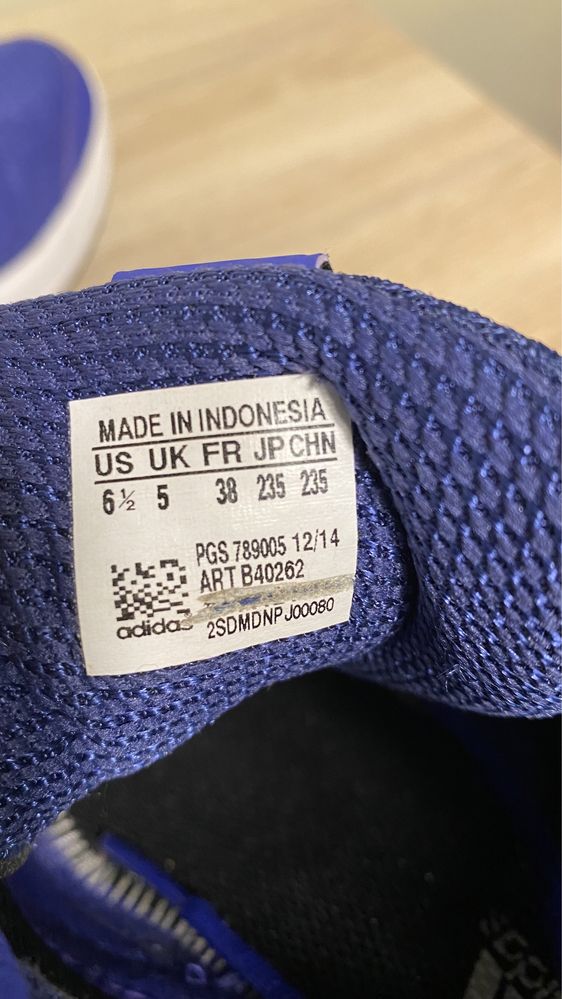 MADE IN INDONESIA
US UK FR JP CHN
6½ 5 38 235 235
PGS 789005 12/14
ART B40262
2SDMDNPJ00080
adidas